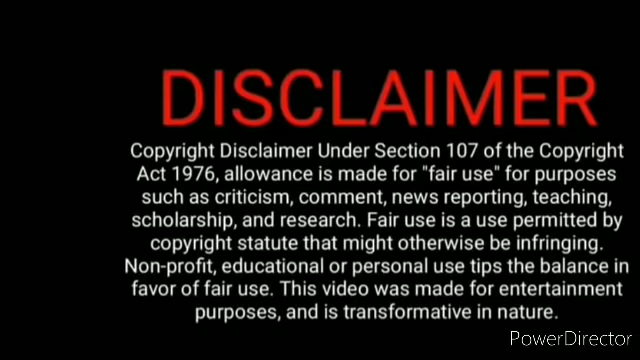 DISCLAIMER
Copyright Disclaimer Under Section 107 of the Copyright
Act 1976, allowance is made for "fair use" for purposes
such as criticism, comment, news reporting, teaching,
scholarship, and research. Fair use is a use permitted by
copyright statute that might otherwise be infringing.
Non-profit, educational or personal use tips the balance in
favor of fair use. This video was made for entertainment
purposes, and is transformative in nature.
PowerDirector